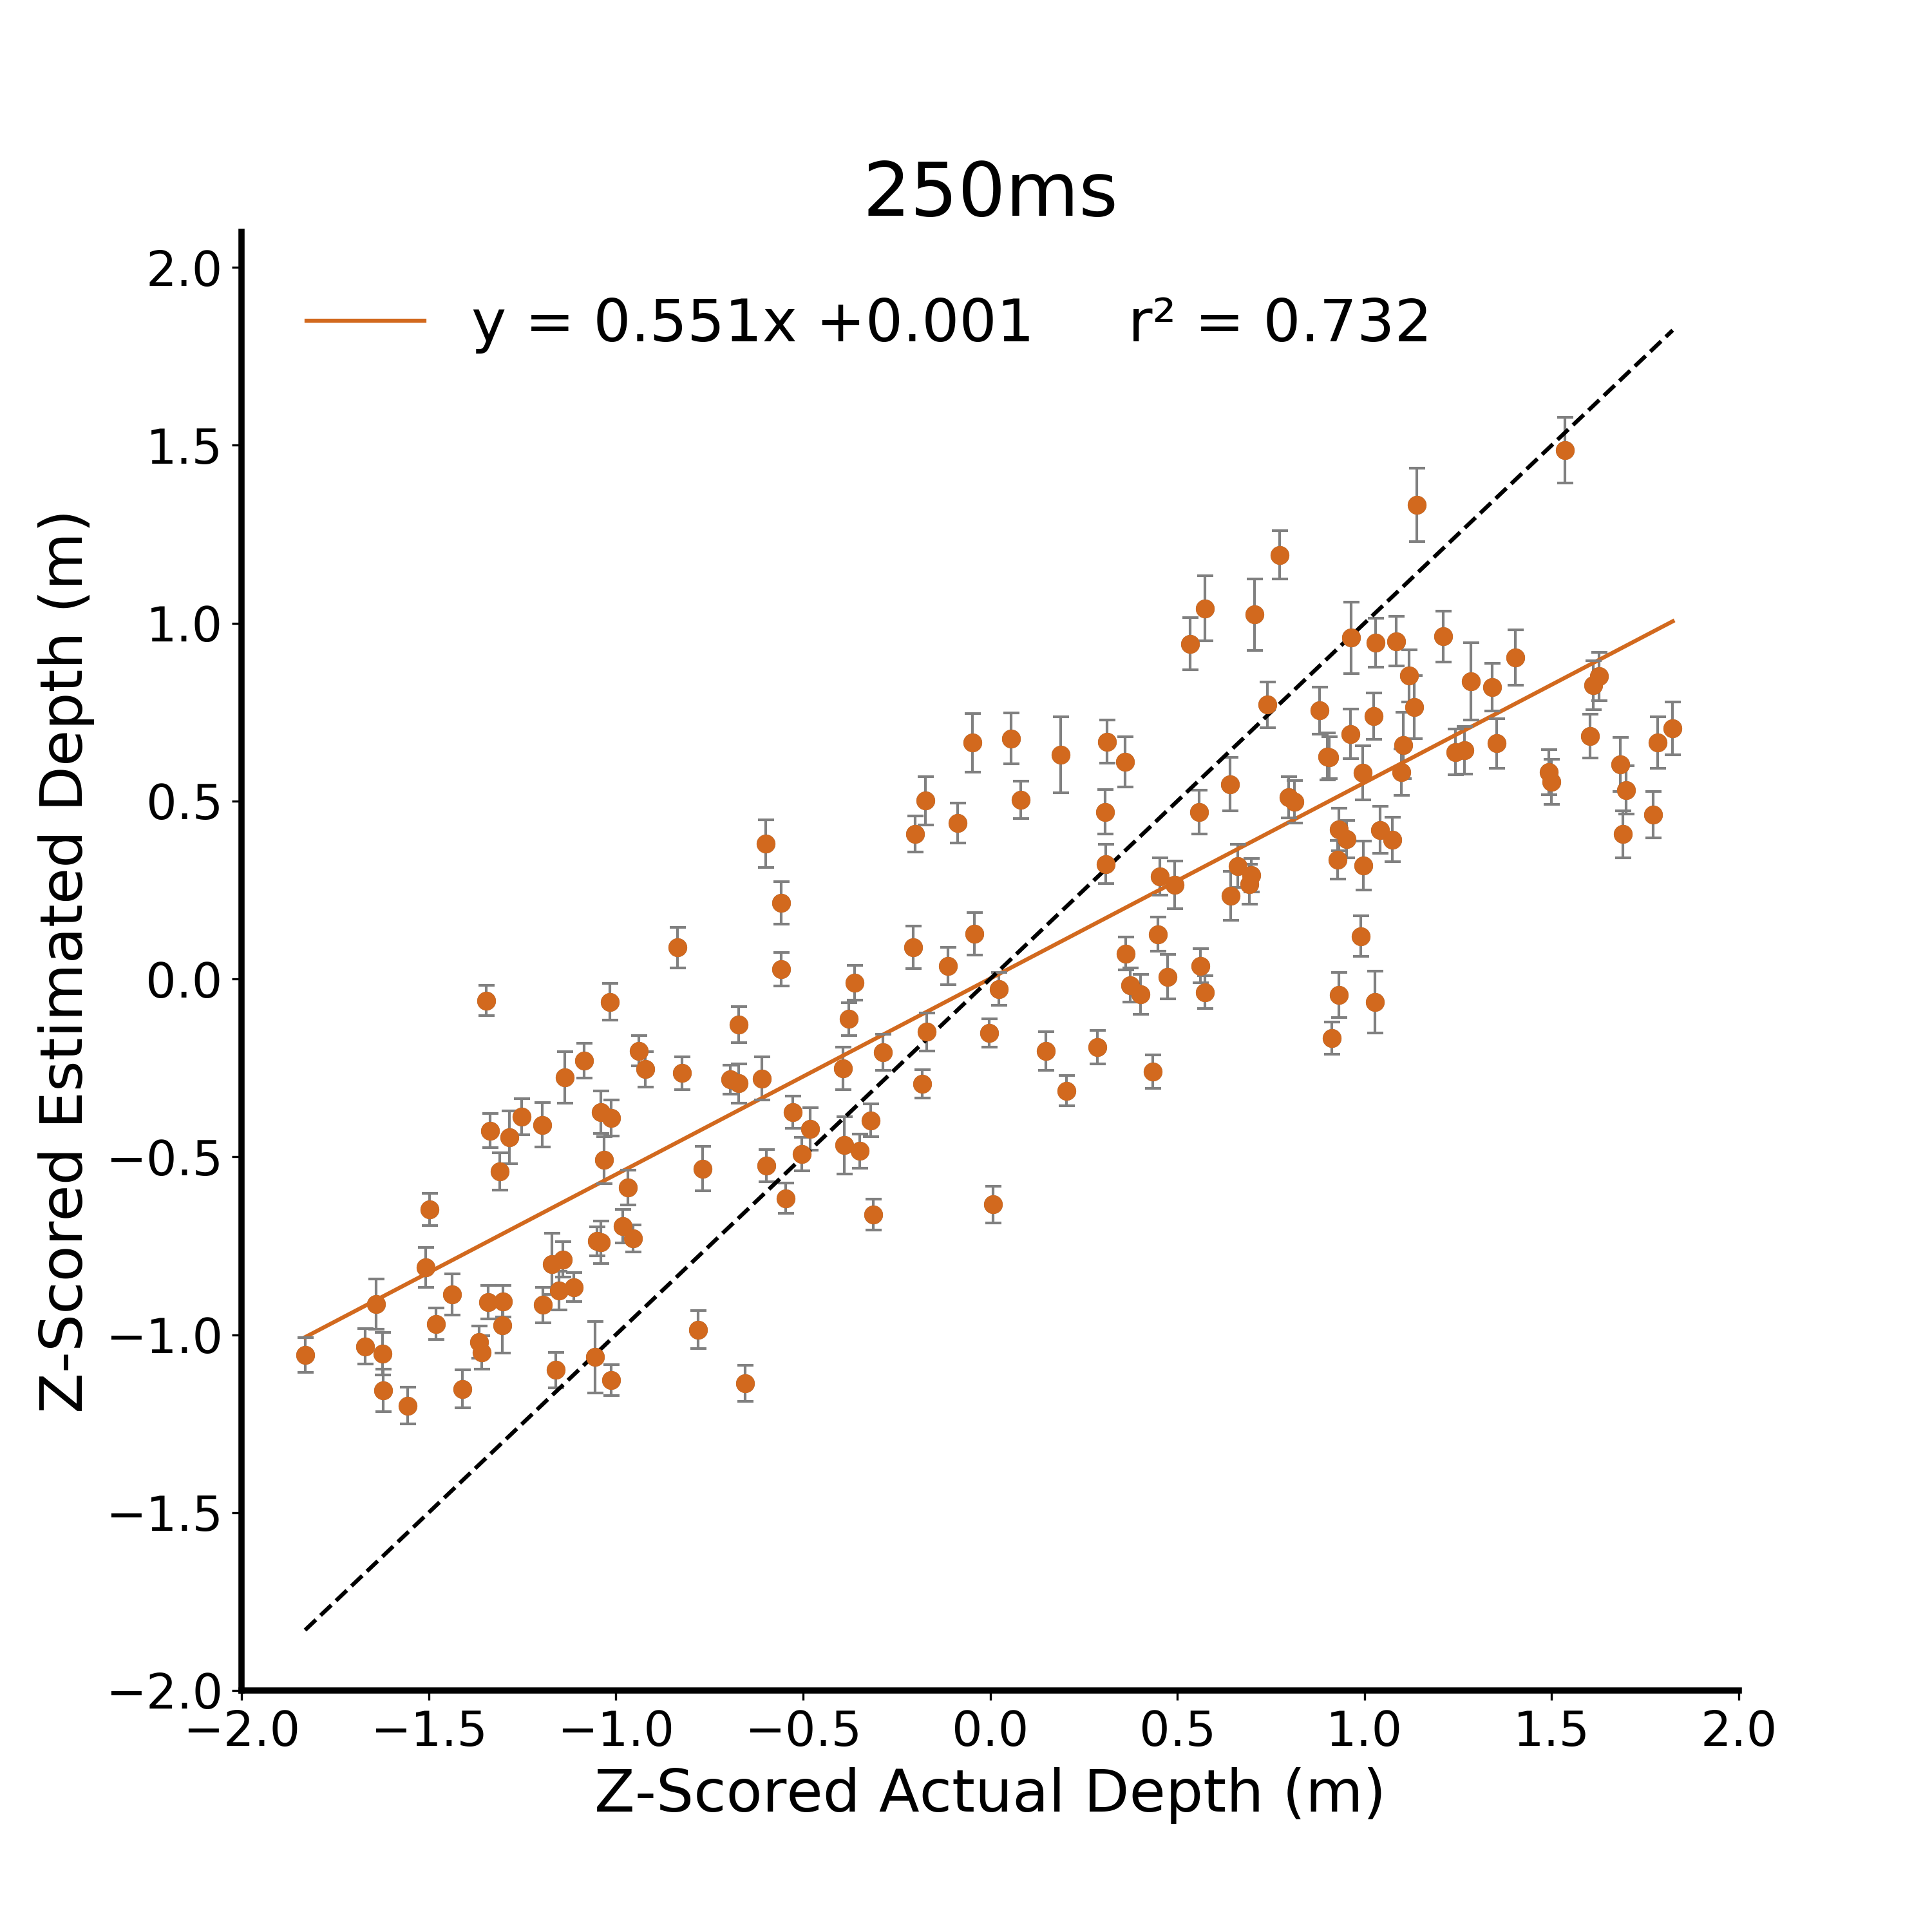 250ms
y = 0.551x +0.001 r² = 0.732
2.0
1.5
1.0
0.5
0.0
−0.5
−1.0
−1.5
−2.0
Z-Scored Estimated Depth (m)
−2.0 −1.5 −1.0 −0.5 0.0 0.5 1.0 1.5 2.0
Z-Scored Actual Depth (m)